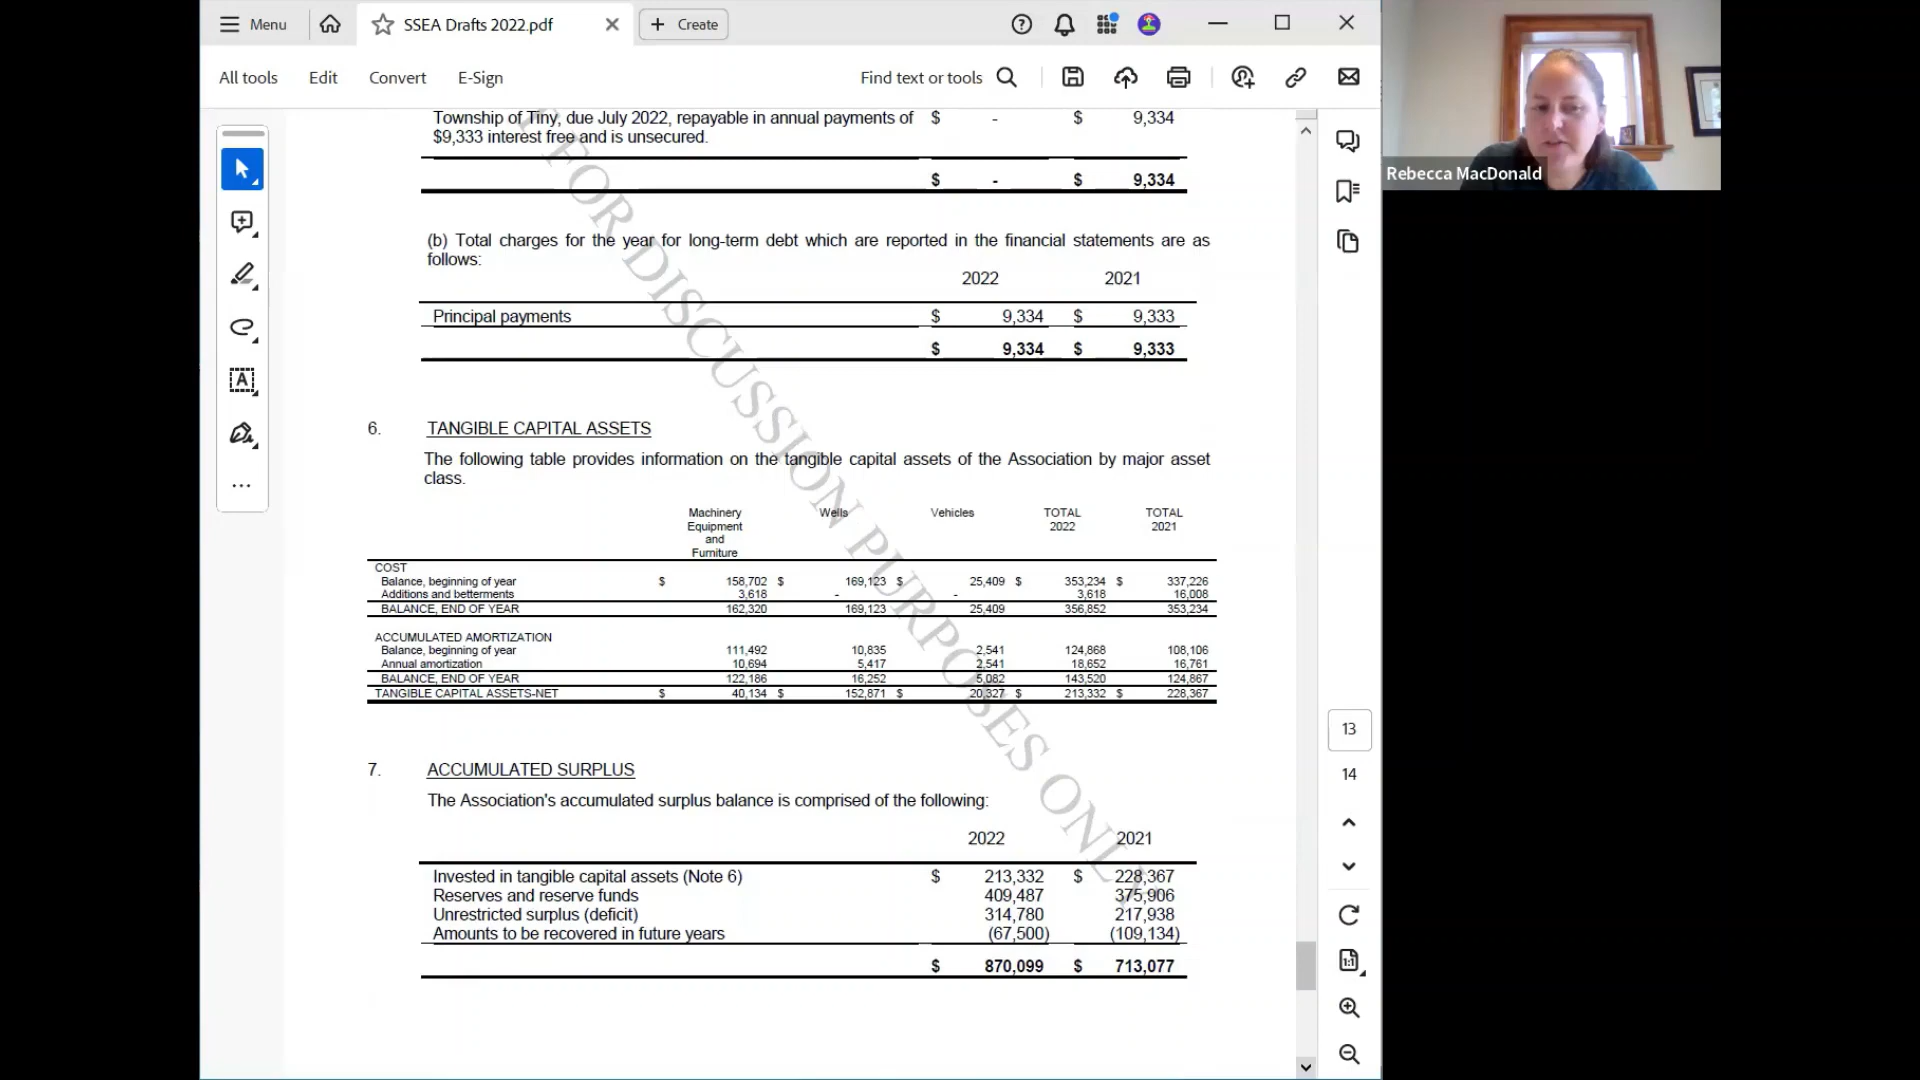 Menu
SSEA Drafts 2022.pdf
Create
All tools
Edit
Convert
E-Sign
Find text or tools
Rebecca MacDonald
Township of Tiny, due July 2022, repayable in annual payments of $ - $ 9,334
$9,333 interest free and is unsecured.
$ - $ 9,334
(b) Total charges for the year for long-term debt which are reported in the financial statements are as
follows:
2022 2021
Principal payments $ 9,334 $ 9,333
$ 9,334 $ 9,333
6. TANGIBLE CAPITAL ASSETS
The following table provides information on the tangible capital assets of the Association by major asset
class.
Machinery Wells Vehicles TOTAL TOTAL
Equipment 2022 2021
and
Furniture
COST
Balance, beginning of year $ 158,702 $ 169,123 $ 25,409 $ 353,234 $ 337,226
Additions and betterments 3,618 - - 3,618 16,008
BALANCE, END OF YEAR 162,320 169,123 25,409 356,852 353,234
ACCUMULATED AMORTIZATION
Balance, beginning of year 111,492 10,835 2,541 124,868 108,106
Annual amortization 10,694 5,417 2,541 18,652 16,761
BALANCE, END OF YEAR 122,186 16,252 5,082 143,520 124,867
TANGIBLE CAPITAL ASSETS-NET $ 40,134 $ 152,871 $ 20,327 $ 213,332 $ 228,367
7. ACCUMULATED SURPLUS
The Association's accumulated surplus balance is comprised of the following:
2022 2021
Invested in tangible capital assets (Note 6) $ 213,332 $ 228,367
Reserves and reserve funds 409,487 375,906
Unrestricted surplus (deficit) 314,780 217,938
Amounts to be recovered in future years (67,500) (109,134)
$ 870,099 $ 713,077
FOR DISCUSSION PURPOSES ONLY
13
14
1:1